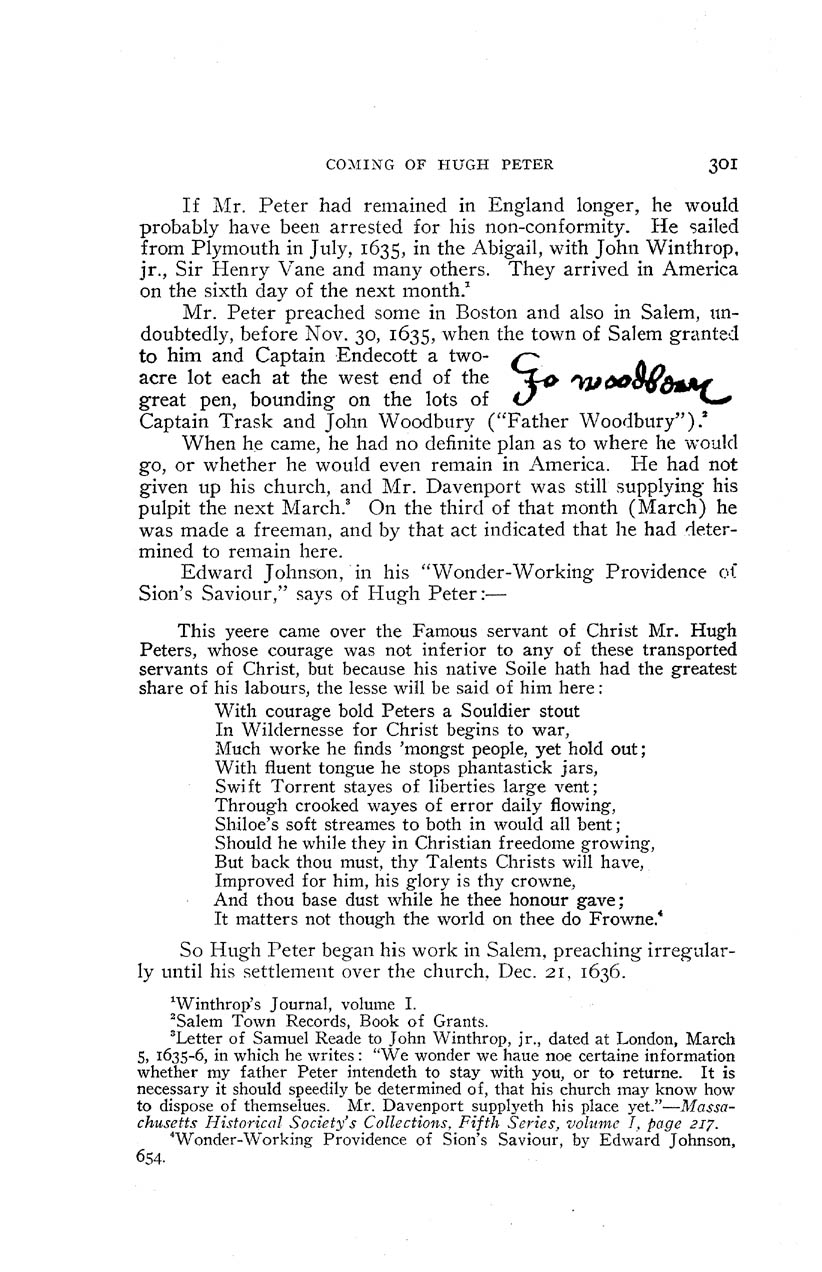 COMING OF HUGH PETER 301
If Mr. Peter had remained in England longer, he would
probably have been arrested for his non-conformity. He sailed
from Plymouth in July, 1635, in the Abigail, with John Winthrop,
jr., Sir Henry Vane and many others. They arrived in America
on the sixth day of the next month.¹
Mr. Peter preached some in Boston and also in Salem, un-
doubtedly, before Nov. 30, 1635, when the town of Salem granted
to him and Captain Endecott a two-
acre lot each at the west end of the
great pen, bounding on the lots of
Jo woodbury
Captain Trask and John Woodbury ("Father Woodbury").²
When he came, he had no definite plan as to where he would
go, or whether he would even remain in America. He had not
given up his church, and Mr. Davenport was still supplying his
pulpit the next March.³ On the third of that month (March) he
was made a freeman, and by that act indicated that he had deter-
mined to remain here.
Edward Johnson, in his "Wonder-Working Providence of
Sion's Saviour," says of Hugh Peter:—
This yeere came over the Famous servant of Christ Mr. Hugh
Peters, whose courage was not inferior to any of these transported
servants of Christ, but because his native Soile hath had the greatest
share of his labours, the lesse will be said of him here:
With courage bold Peters a Souldier stout
In Wildernesse for Christ begins to war,
Much worke he finds 'mongst people, yet hold out;
With fluent tongue he stops phantastick jars,
Swift Torrent stayes of liberties large vent;
Through crooked wayes of error daily flowing,
Shiloe's soft streames to both in would all bent;
Should he while they in Christian freedome growing,
But back thou must, thy Talents Christs will have,
Improved for him, his glory is thy crowne,
And thou base dust while he thee honour gave;
It matters not though the world on thee do Frowne.⁴
So Hugh Peter began his work in Salem, preaching irregular-
ly until his settlement over the church, Dec. 21, 1636.
¹Winthrop's Journal, volume I.
²Salem Town Records, Book of Grants.
³Letter of Samuel Reade to John Winthrop, jr., dated at London, March
5, 1635-6, in which he writes: "We wonder we haue noe certaine information
whether my father Peter intendeth to stay with you, or to returne. It is
necessary it should speedily be determined of, that his church may know how
to dispose of themselues. Mr. Davenport supplyeth his place yet."—Massa-
chusetts Historical Society's Collections, Fifth Series, volume I, page 217.
⁴Wonder-Working Providence of Sion's Saviour, by Edward Johnson,
654.